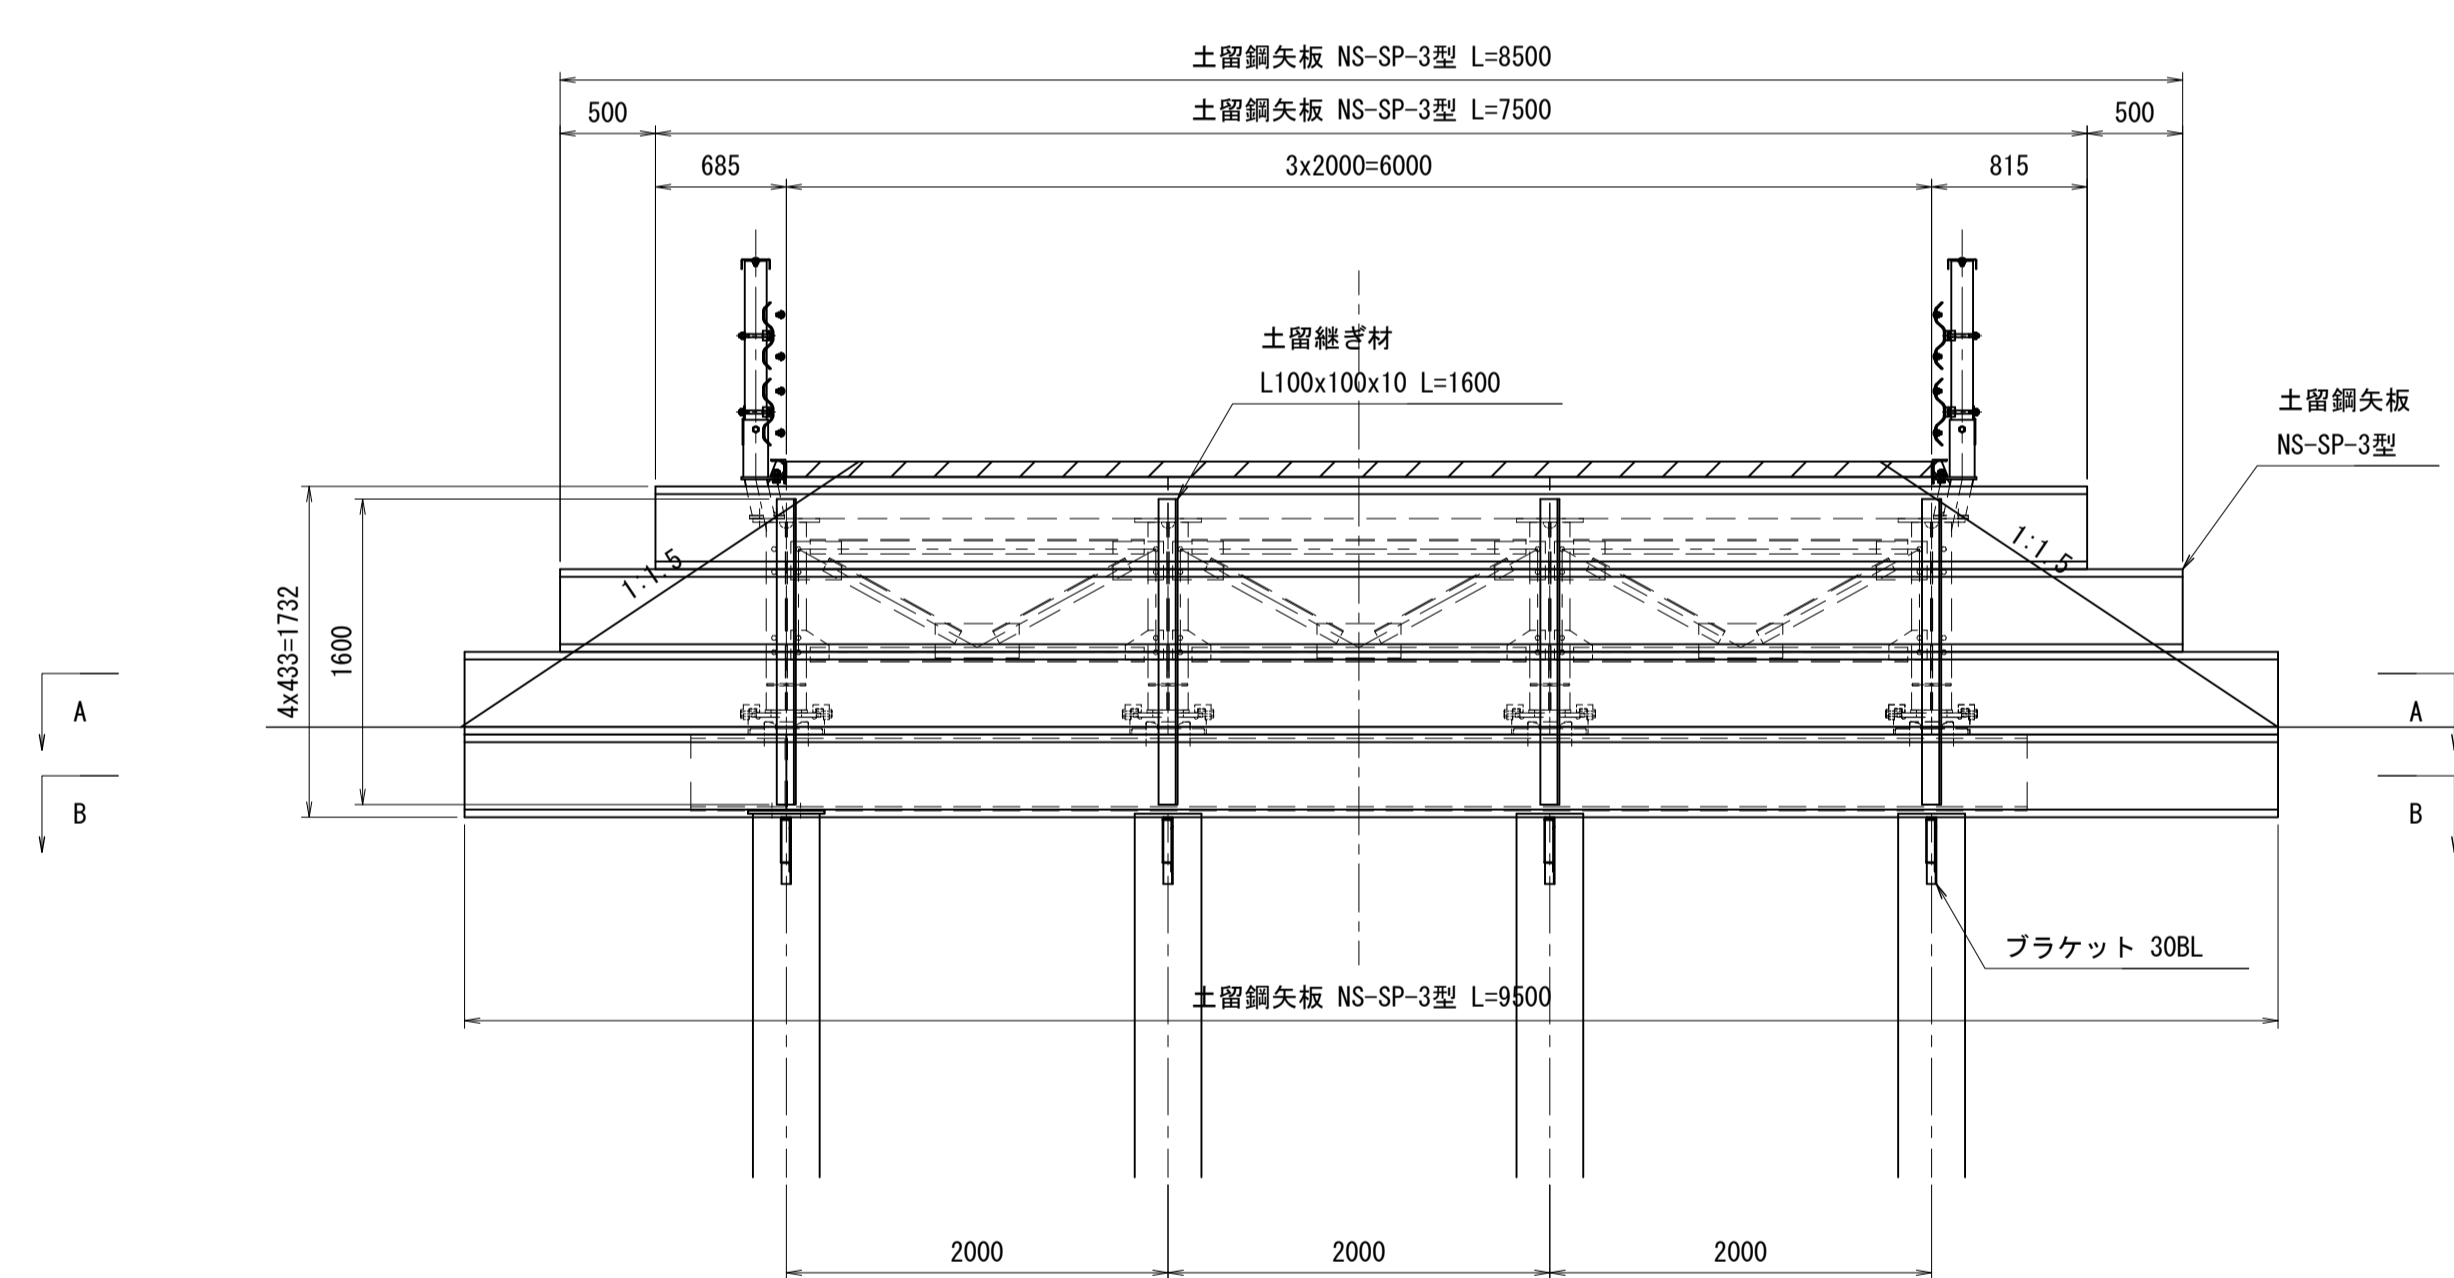 土留鋼矢板 NS-SP-3型 L=8500
500
土留鋼矢板 NS-SP-3型 L=7500
500
685
3x2000=6000
815
土留継ぎ材
L100x100x10 L=1600
土留鋼矢板
NS-SP-3型
1:1.5
1:1.5
4x433=1732
1600
A
A
B
B
ブラケット 30BL
土留鋼矢板 NS-SP-3型 L=9500
2000
2000
2000